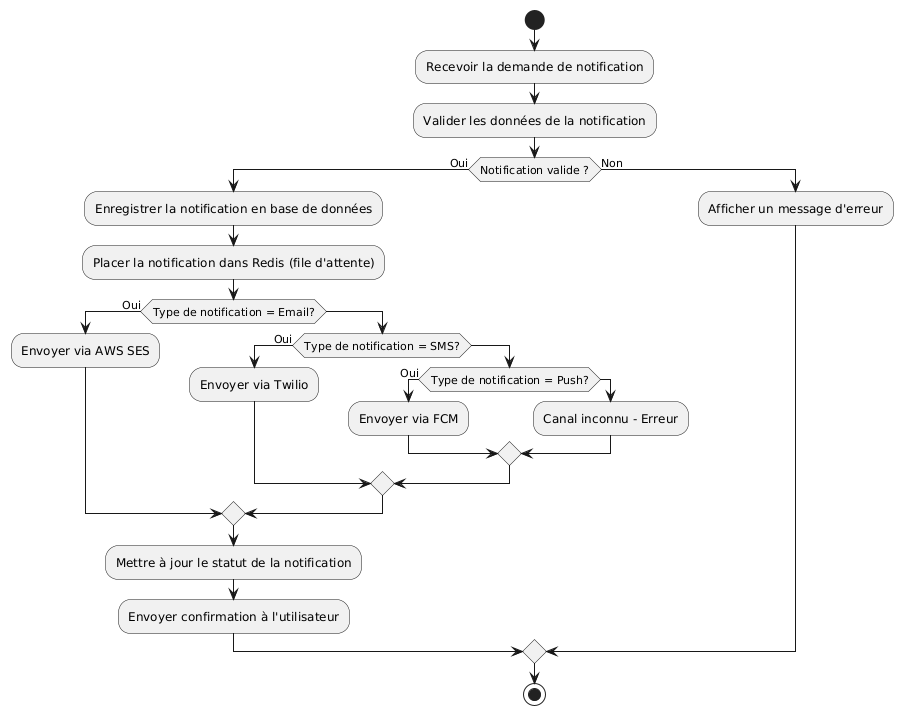 Recevoir la demande de notification
Valider les données de la notification
Oui
Notification valide ?
Non
Enregistrer la notification en base de données
Afficher un message d'erreur
Placer la notification dans Redis (file d'attente)
Oui
Type de notification = Email?
Envoyer via AWS SES
Oui
Type de notification = SMS?
Envoyer via Twilio
Oui
Type de notification = Push?
Envoyer via FCM
Canal inconnu - Erreur
Mettre à jour le statut de la notification
Envoyer confirmation à l'utilisateur